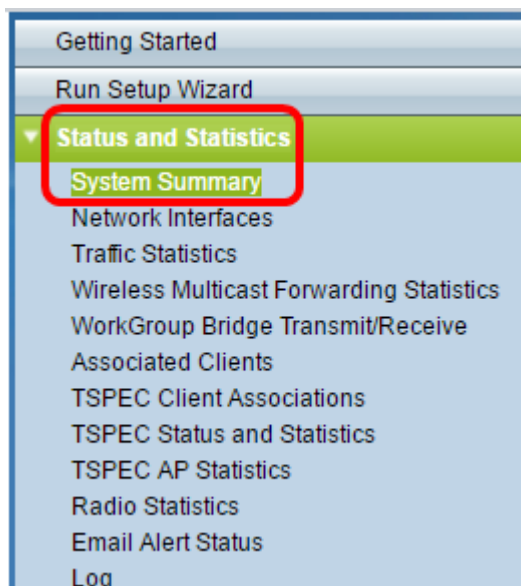 Getting Started
Run Setup Wizard
Status and Statistics
System Summary
Network Interfaces
Traffic Statistics
Wireless Multicast Forwarding Statistics
WorkGroup Bridge Transmit/Receive
Associated Clients
TSPEC Client Associations
TSPEC Status and Statistics
TSPEC AP Statistics
Radio Statistics
Email Alert Status
Log